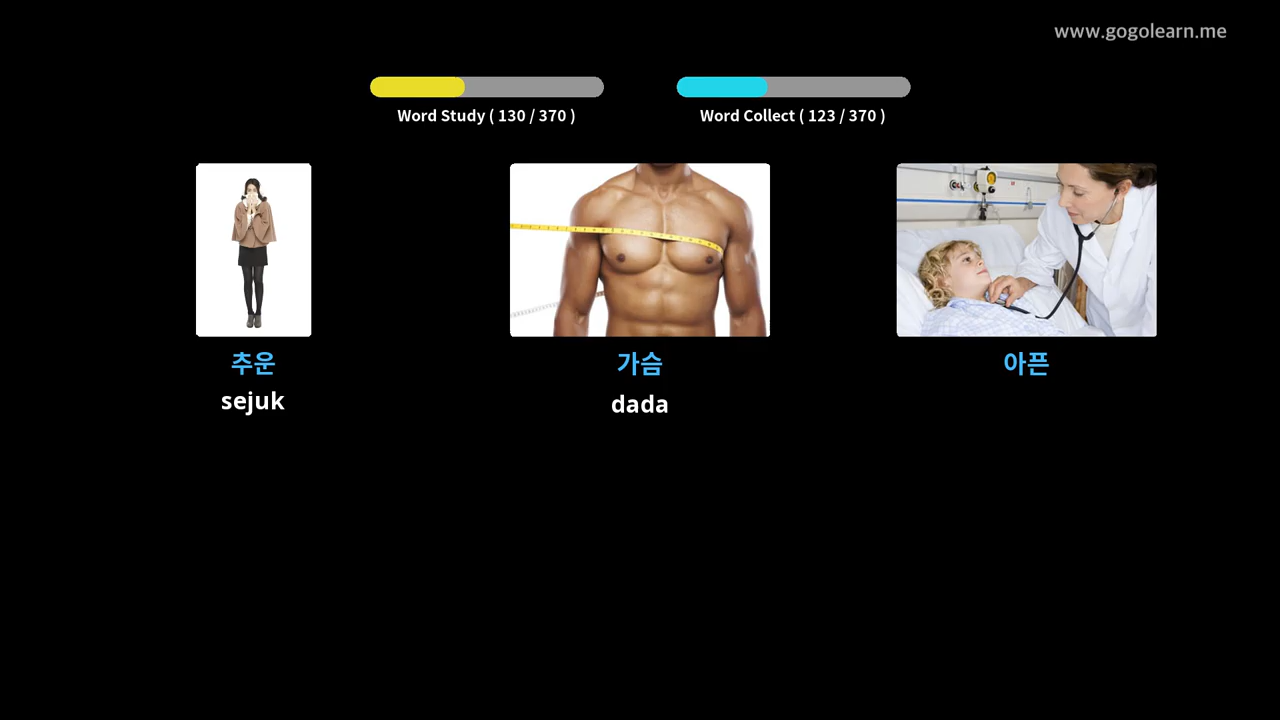 www.gogolearn.me
Word Study ( 130 / 370 )
Word Collect ( 123 / 370 )
추운
가슴
아픈
sejuk
dada